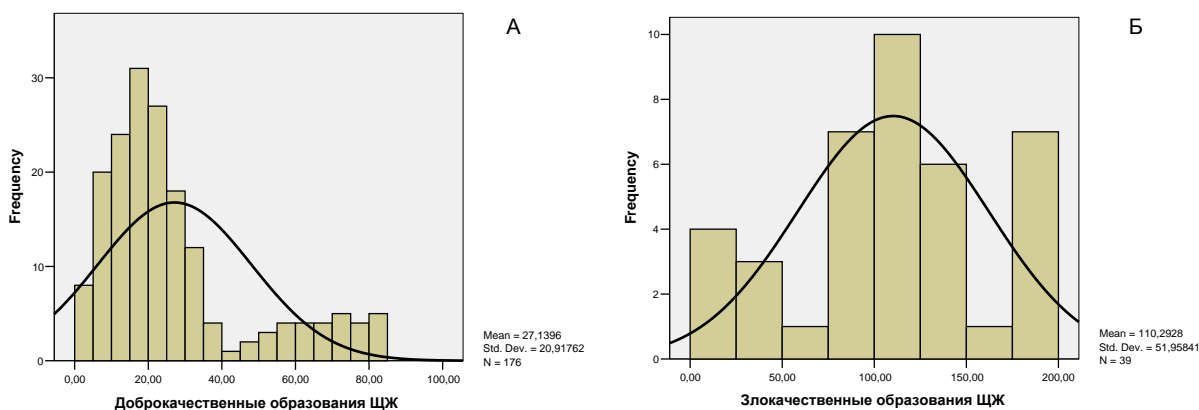 А
Frequency
30
20
10
0
0,00 20,00 40,00 60,00 80,00 100,00
Доброкачественные образования ЩЖ
Mean = 27,1396
Std. Dev. = 20,91762
N = 176
Б
Frequency
10
8
6
4
2
0
0,00 50,00 100,00 150,00 200,00
Злокачественные образования ЩЖ
Mean = 110,2928
Std. Dev. = 51,95841
N = 39